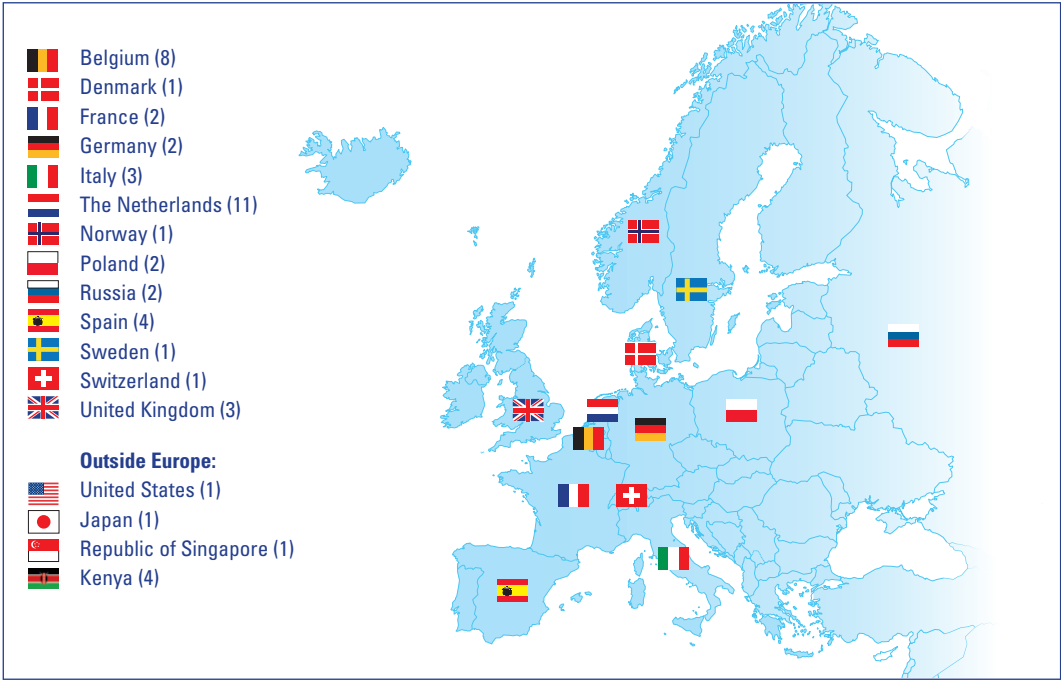 Belgium (8)
Denmark (1)
France (2)
Germany (2)
Italy (3)
The Netherlands (11)
Norway (1)
Poland (2)
Russia (2)
Spain (4)
Sweden (1)
Switzerland (1)
United Kingdom (3)
Outside Europe:
United States (1)
Japan (1)
Republic of Singapore (1)
Kenya (4)